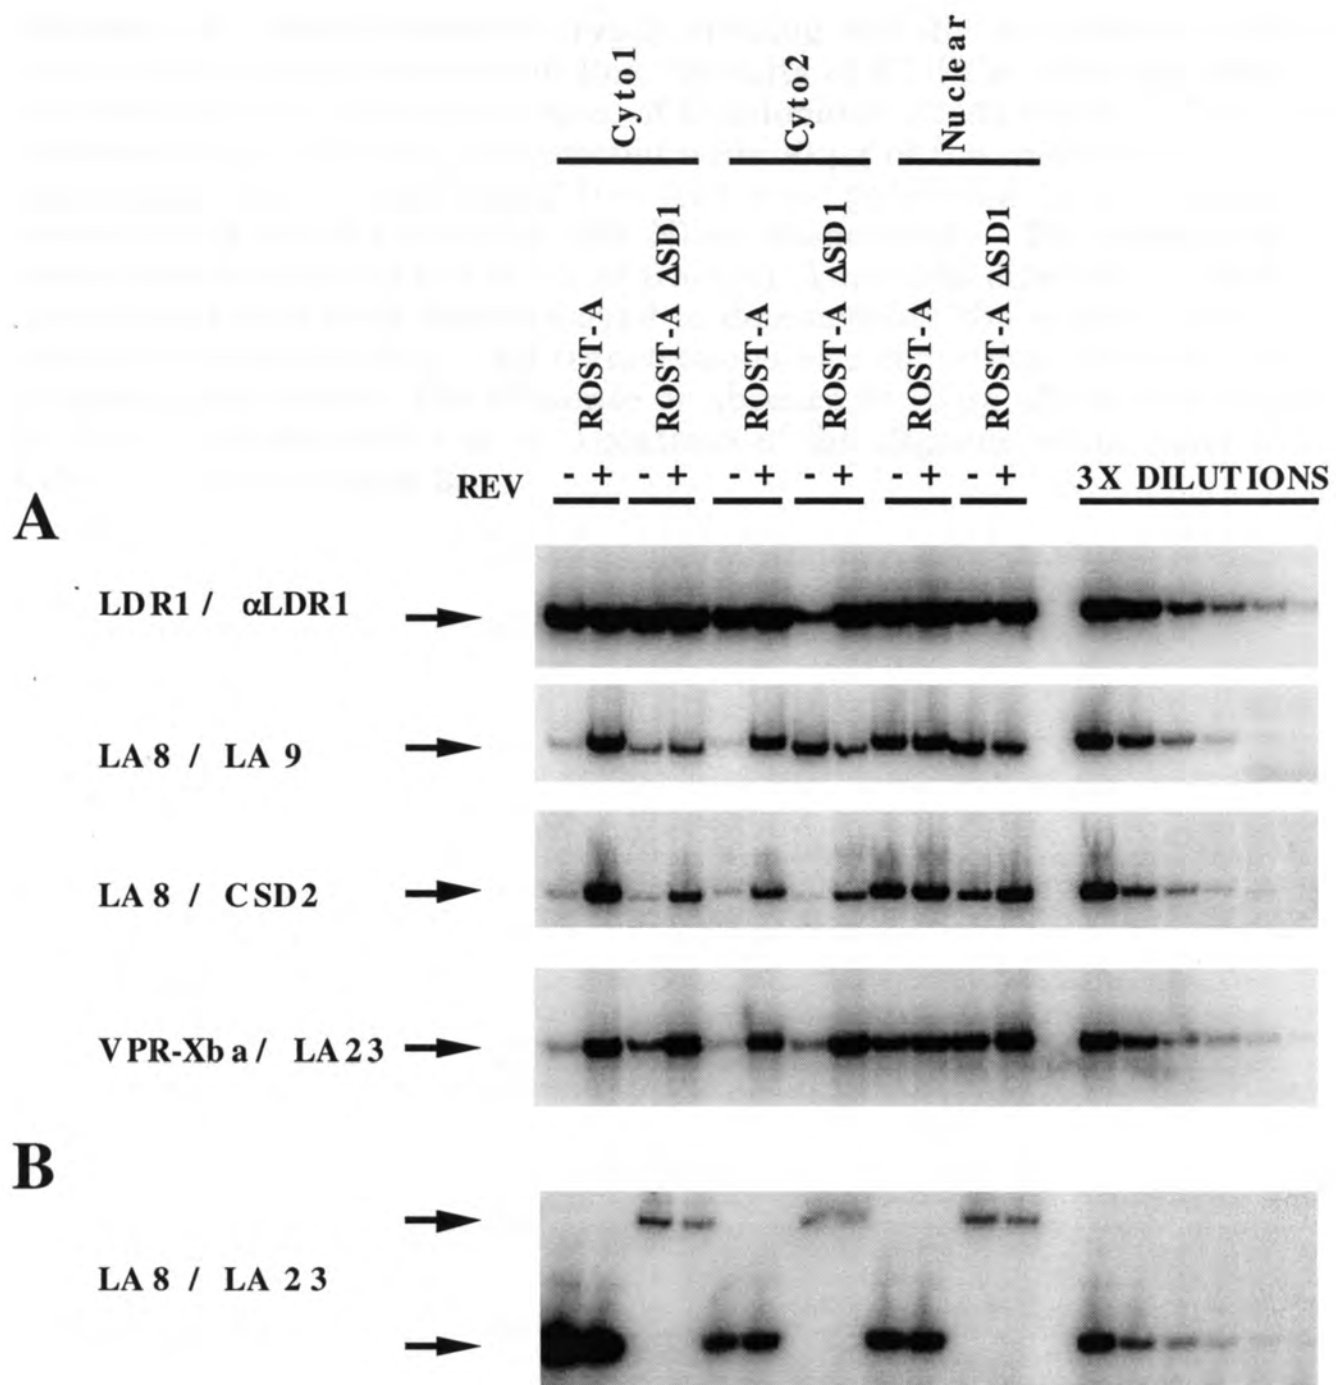 Cyto1
Cyto2
Nuclear
ROST-A
ROST-A ΔSD1
ROST-A
ROST-A ΔSD1
ROST-A
ROST-A ΔSD1
REV - + - + - + - + - + - + 3X DILUTIONS
A
LDR1 / αLDR1
LA8 / LA9
LA8 / CSD2
VPR-Xba / LA23
B
LA8 / LA23